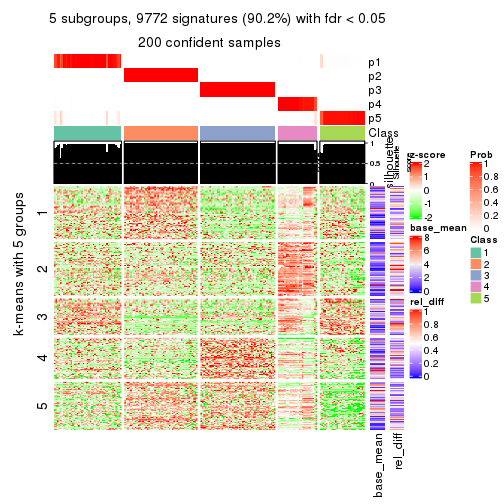 5 subgroups, 9772 signatures (90.2%) with fdr < 0.05
200 confident samples
p1
p2
p3
p4
p5
Class
1
0.5
0
silhouette
Silhouette
score
k-means with 5 groups
1
2
3
4
5
base_mean
rel_diff
z-score
2
1
0
-1
-2
base_mean
8
6
4
2
0
rel_diff
1
0.8
0.6
0.4
0.2
0
Prob
1
0.8
0.6
0.4
0.2
0
Class
1
2
3
4
5